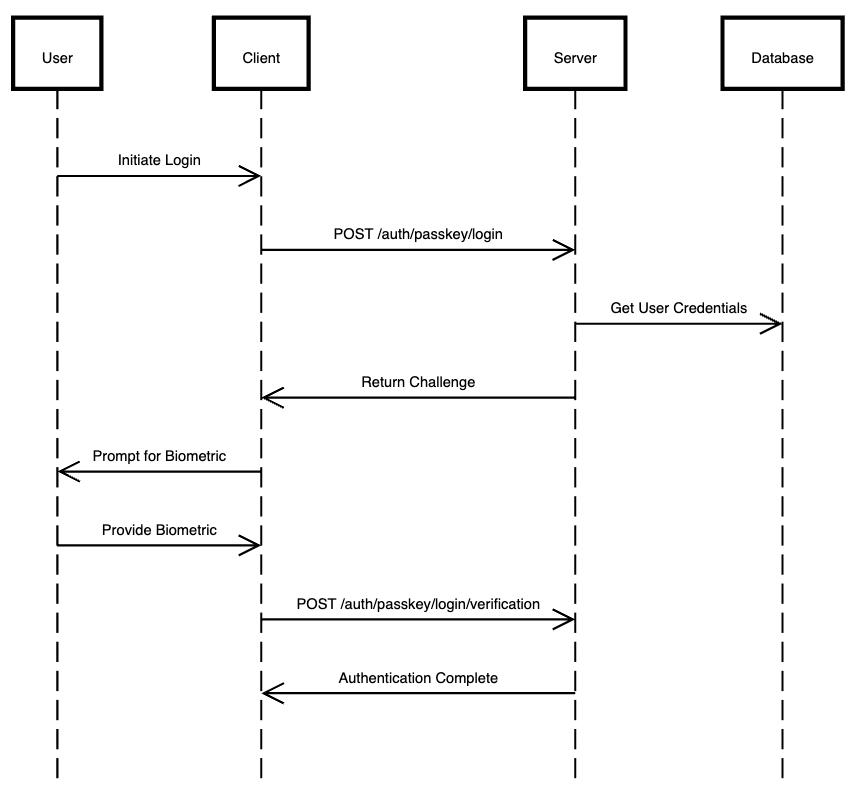 User
Client
Server
Database
Initiate Login
POST /auth/passkey/login
Get User Credentials
Return Challenge
Prompt for Biometric
Provide Biometric
POST /auth/passkey/login/verification
Authentication Complete